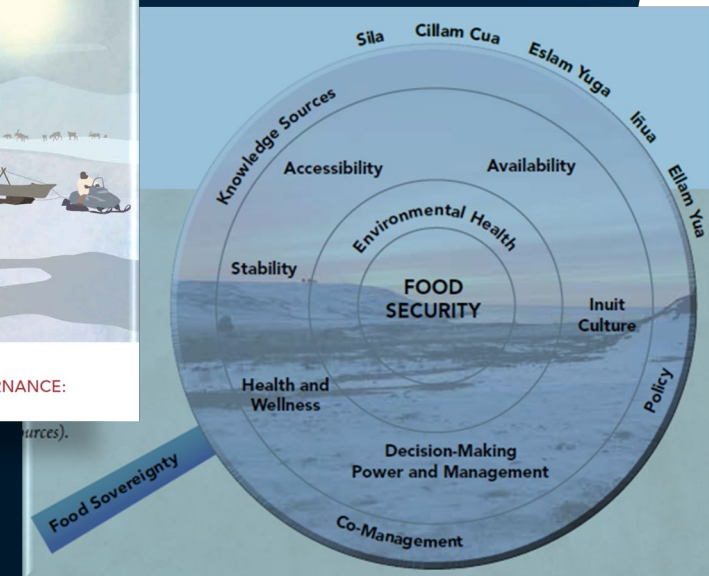 Sila
Cillam Cua
Eslam Yuga
Iñua
Ellam Yua
Knowledge Sources
Accessibility
Availability
Environmental Health
Stability
FOOD
SECURITY
Inuit
Culture
Health and
Wellness
Policy
Decision-Making
Power and Management
Co-Management
Food Sovereignty
RNANCE:
urces).